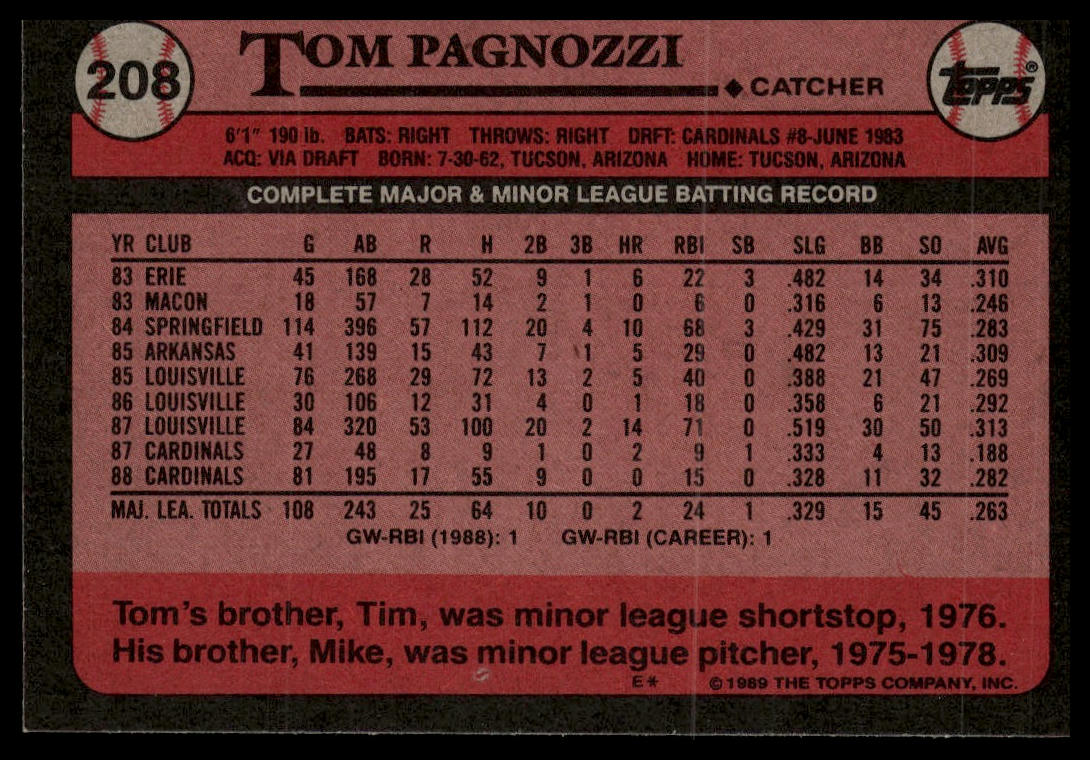 208
TOM PAGNOZZI
◆ CATCHER
TOPPS®
6'1" 190 lb. BATS: RIGHT THROWS: RIGHT DRFT: CARDINALS #8-JUNE 1983
ACQ: VIA DRAFT BORN: 7-30-62, TUCSON, ARIZONA HOME: TUCSON, ARIZONA
COMPLETE MAJOR & MINOR LEAGUE BATTING RECORD
YR CLUB G AB R H 2B 3B HR RBI SB SLG BB SO AVG
83 ERIE 45 168 28 52 9 1 6 22 3 .482 14 34 .310
83 MACON 18 57 7 14 2 1 0 6 0 .316 6 13 .246
84 SPRINGFIELD 114 396 57 112 20 4 10 68 3 .429 31 75 .283
85 ARKANSAS 41 139 15 43 7 1 5 29 0 .482 13 21 .309
85 LOUISVILLE 76 268 29 72 13 2 5 40 0 .388 21 47 .269
86 LOUISVILLE 30 106 12 31 4 0 1 18 0 .358 6 21 .292
87 LOUISVILLE 84 320 53 100 20 2 14 71 0 .519 30 50 .313
87 CARDINALS 27 48 8 9 1 0 2 9 1 .333 4 13 .188
88 CARDINALS 81 195 17 55 9 0 0 15 0 .328 11 32 .282
MAJ. LEA. TOTALS 108 243 25 64 10 0 2 24 1 .329 15 45 .263
GW-RBI (1988): 1 GW-RBI (CAREER): 1
Tom's brother, Tim, was minor league shortstop, 1976.
His brother, Mike, was minor league pitcher, 1975-1978.
E* © 1989 THE TOPPS COMPANY, INC.